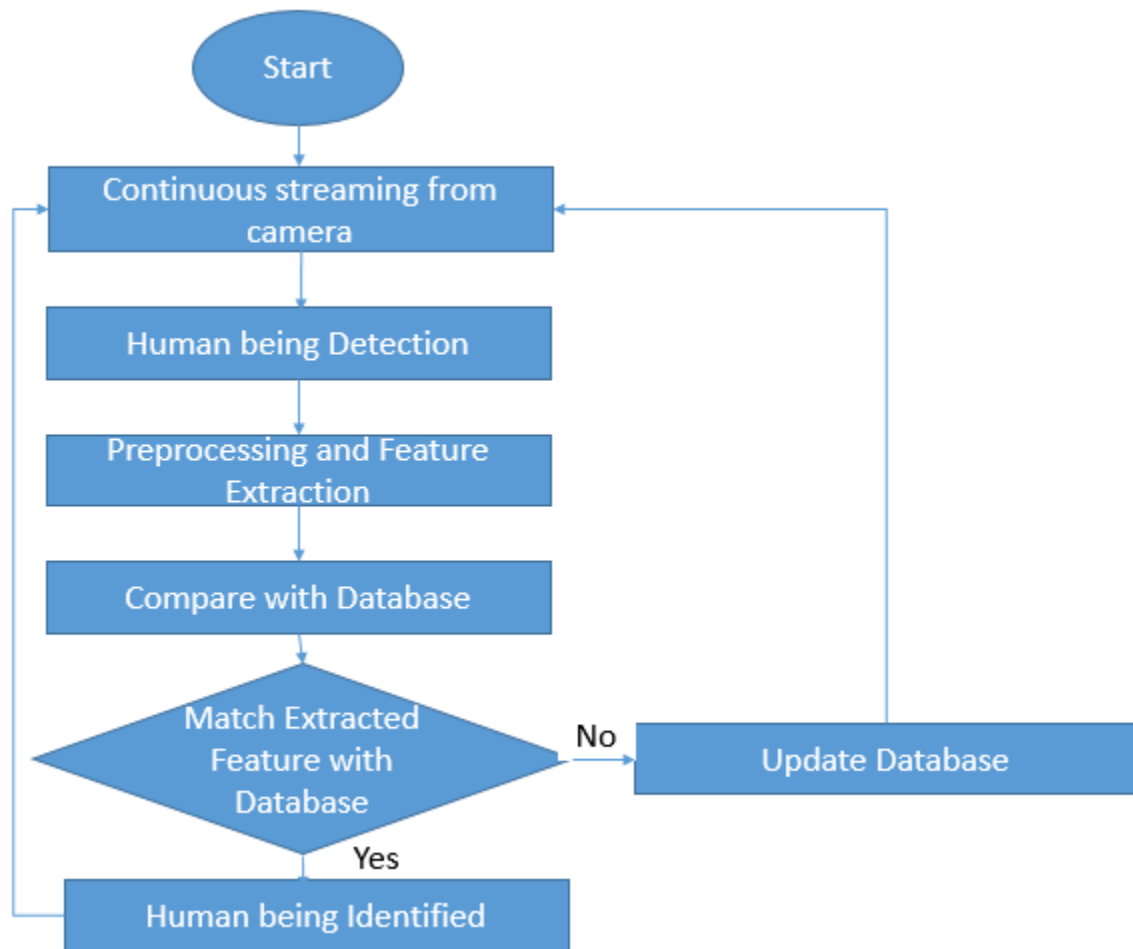 Start
Continuous streaming from
camera
Human being Detection
Preprocessing and Feature
Extraction
Compare with Database
Match Extracted
Feature with
Database
No
Update Database
Yes
Human being Identified